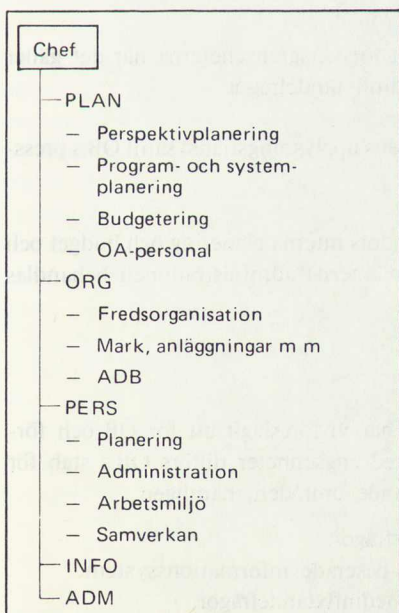 Chef
PLAN
– Perspektivplanering
– Program- och system-
planering
– Budgetering
– OA-personal
ORG
– Fredsorganisation
– Mark, anläggningar m m
– ADB
PERS
– Planering
– Administration
– Arbetsmiljö
– Samverkan
INFO
ADM